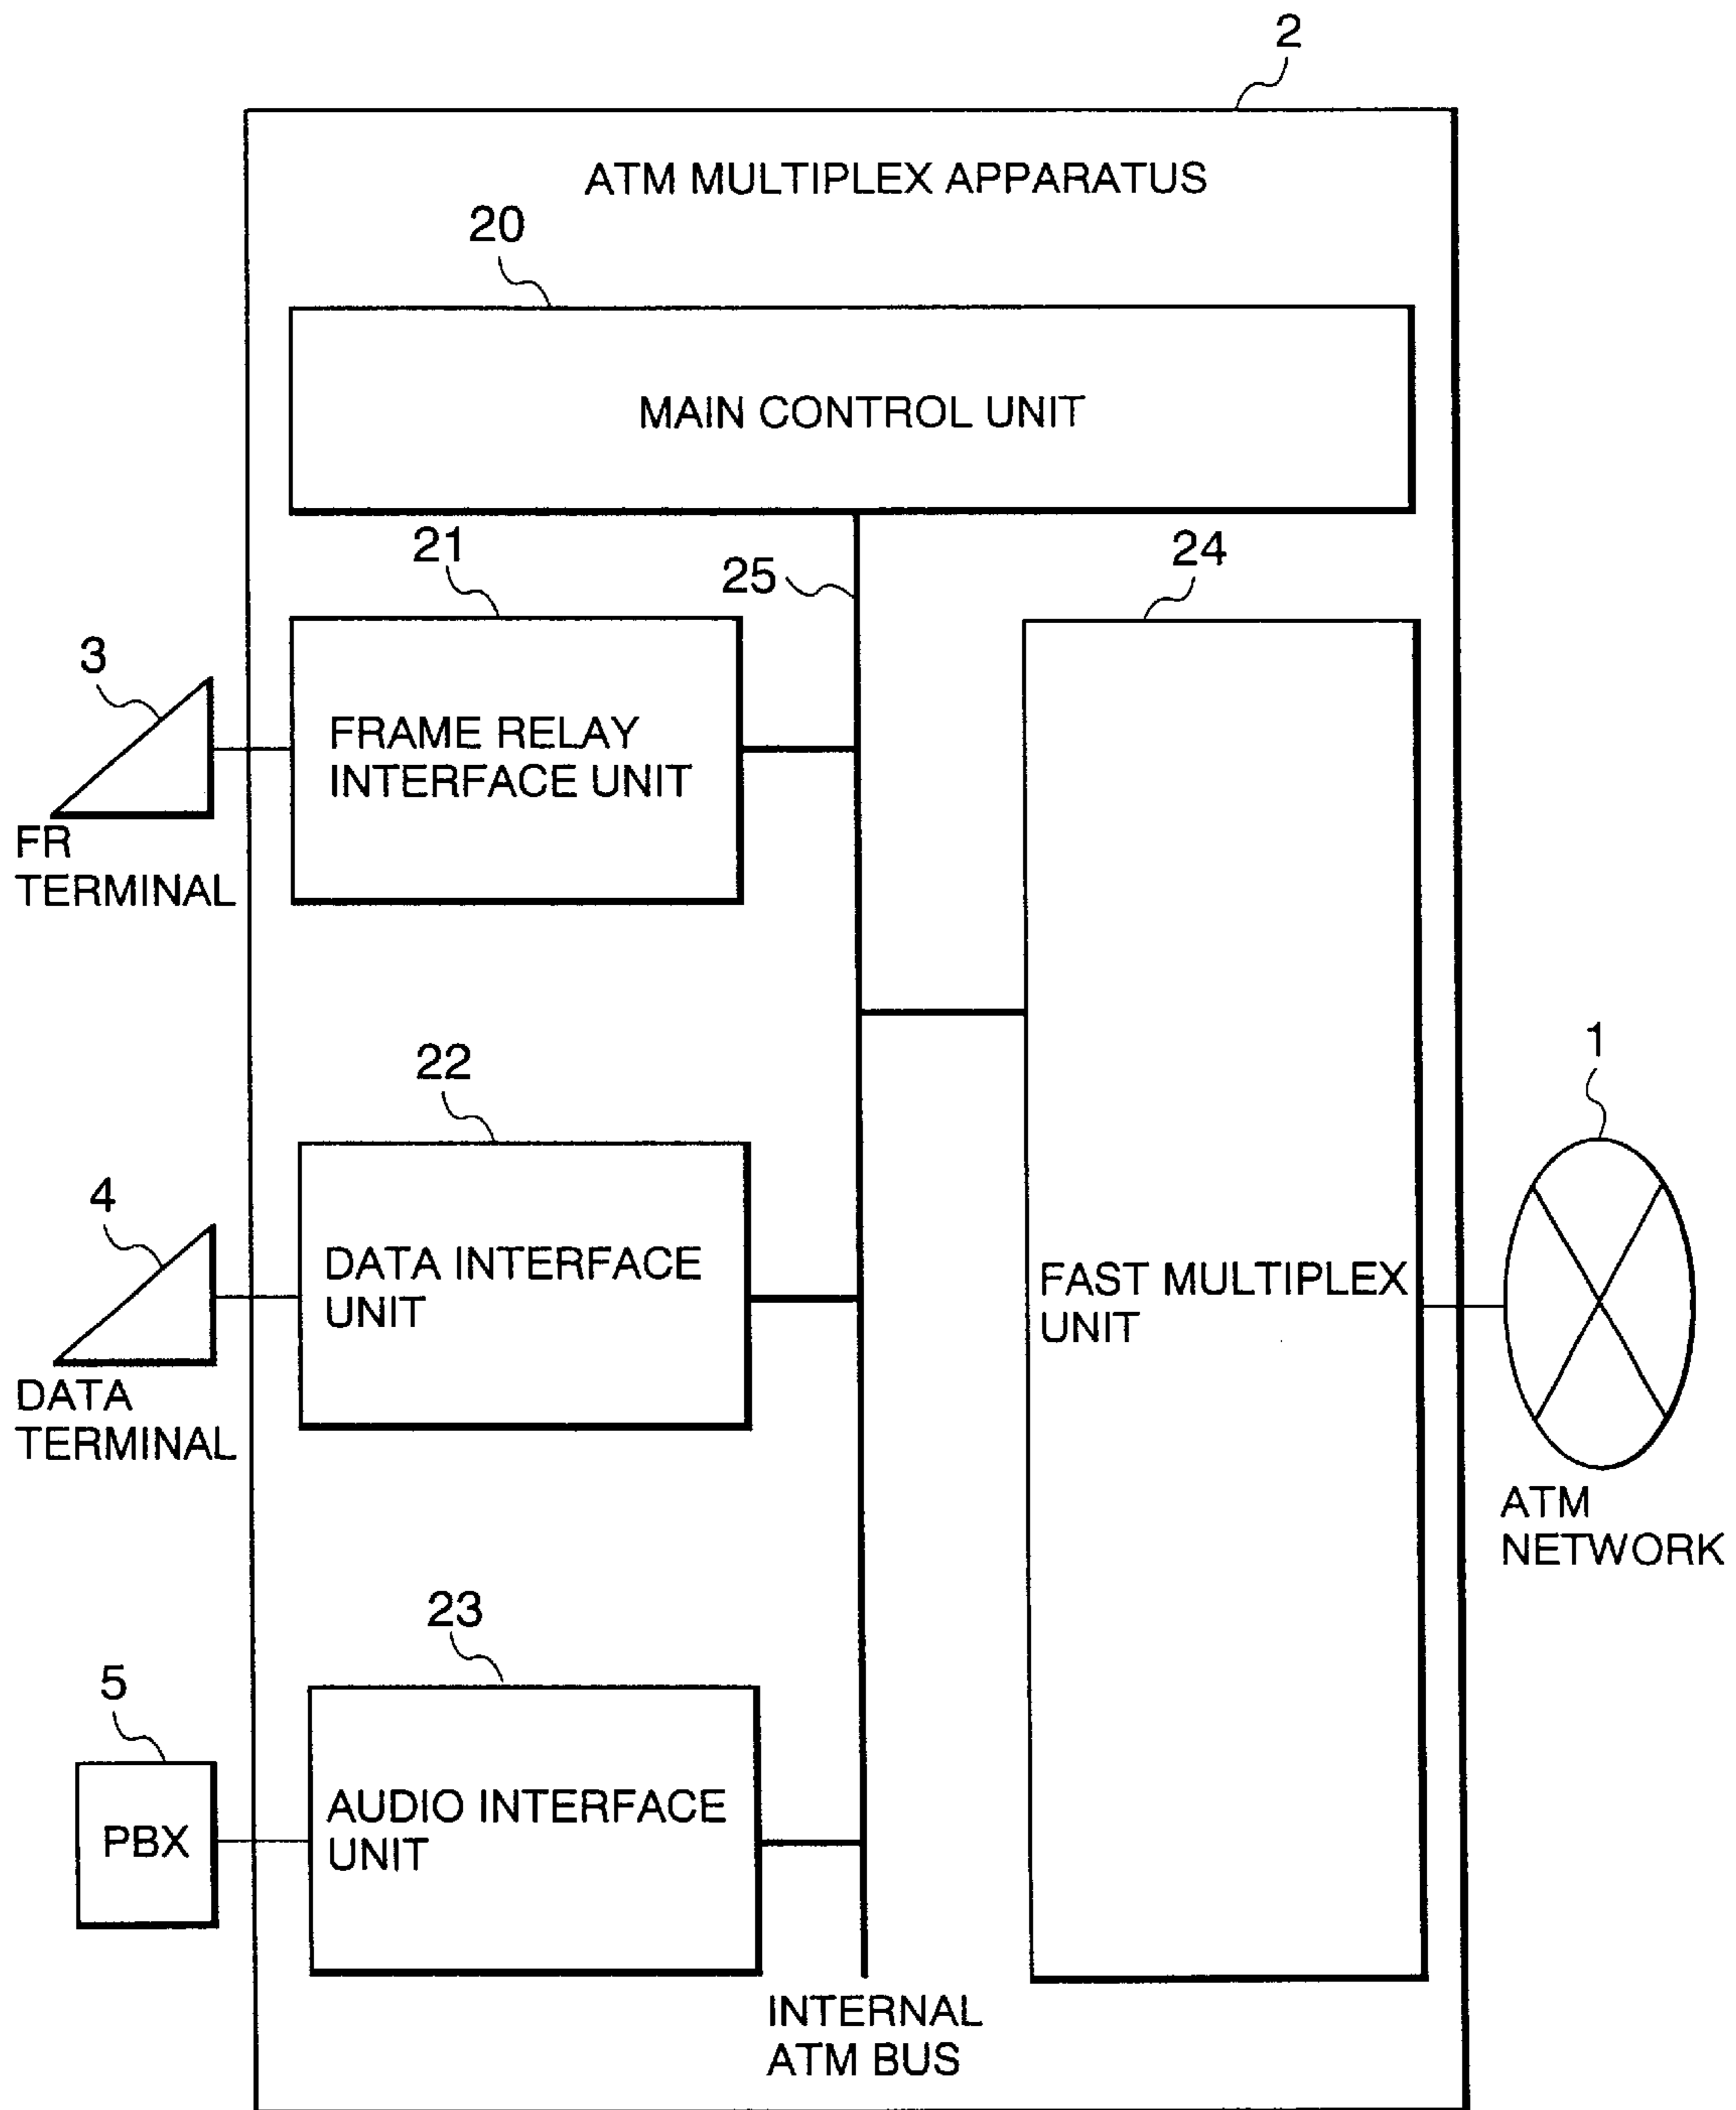 2
ATM MULTIPLEX APPARATUS
20
MAIN CONTROL UNIT
21
25
24
3
FRAME RELAY
INTERFACE UNIT
FR
TERMINAL
22
1
4
DATA INTERFACE
UNIT
FAST MULTIPLEX
UNIT
DATA
TERMINAL
ATM
NETWORK
23
5
PBX
AUDIO INTERFACE
UNIT
INTERNAL
ATM BUS